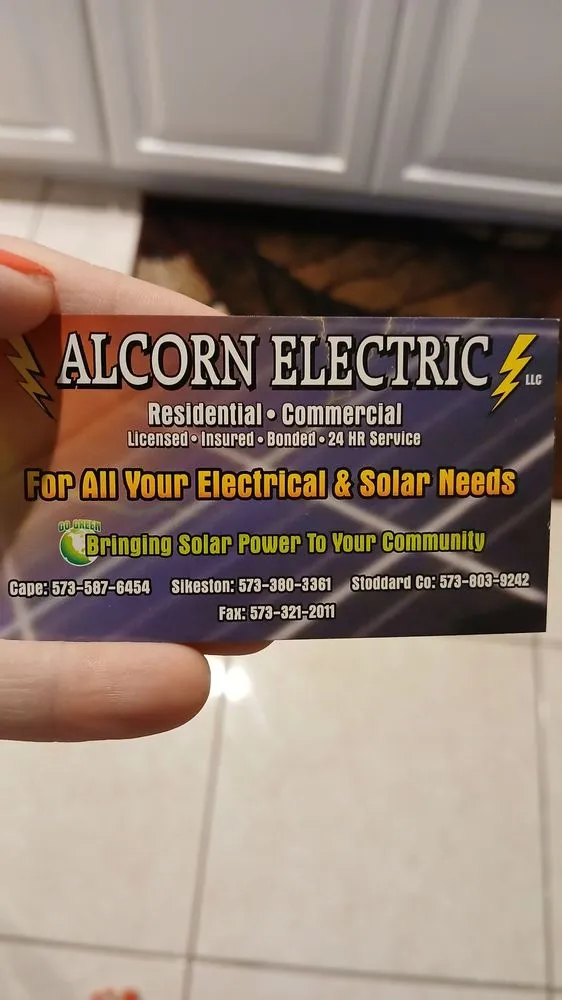 ALCORN ELECTRIC LLC
Residential • Commercial
Licensed • Insured • Bonded • 24 HR Service
For All Your Electrical & Solar Needs
GO GREEN
Bringing Solar Power To Your Community
Cape: 573-587-6454 Sikeston: 573-380-3361 Stoddard Co: 573-803-9242
Fax: 573-321-2011